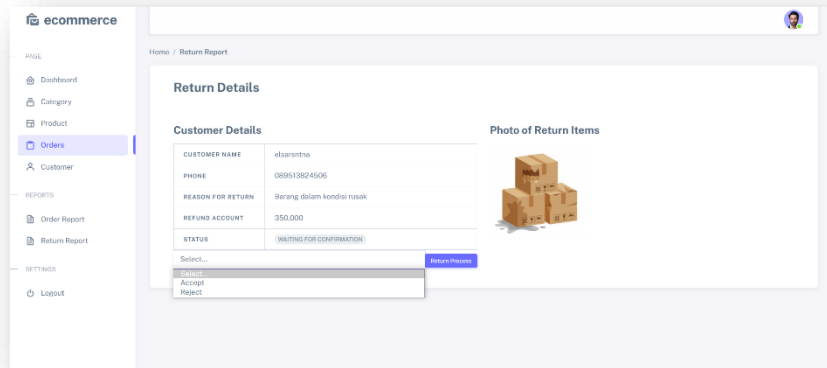 ecommerce
Home / Return Report
PAGE
Dashboard
Category
Product
Orders
Customer
REPORTS
Order Report
Return Report
SETTINGS
Logout
Return Details
Customer Details
CUSTOMER NAME elsarsntna
PHONE 089513824506
REASON FOR RETURN Barang dalam kondisi rusak
REFUND ACCOUNT 350,000
STATUS WAITING FOR CONFIRMATION
Select... Return Process
Select...
Accept
Reject
Photo of Return Items